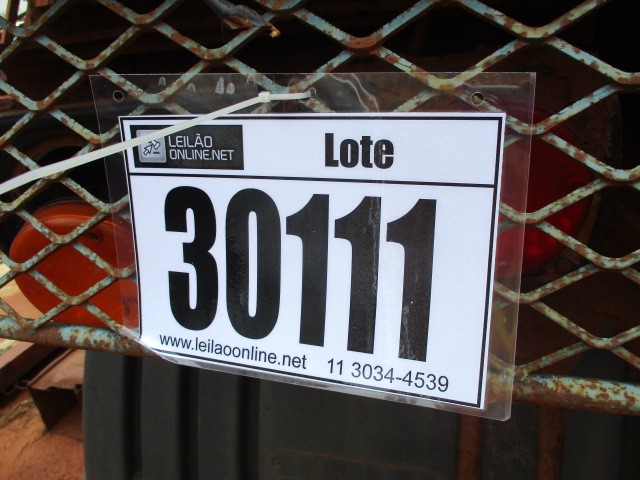 LEILÃO
ONLINE.NET
Lote
30111
www.leilaoonline.net 11 3034-4539